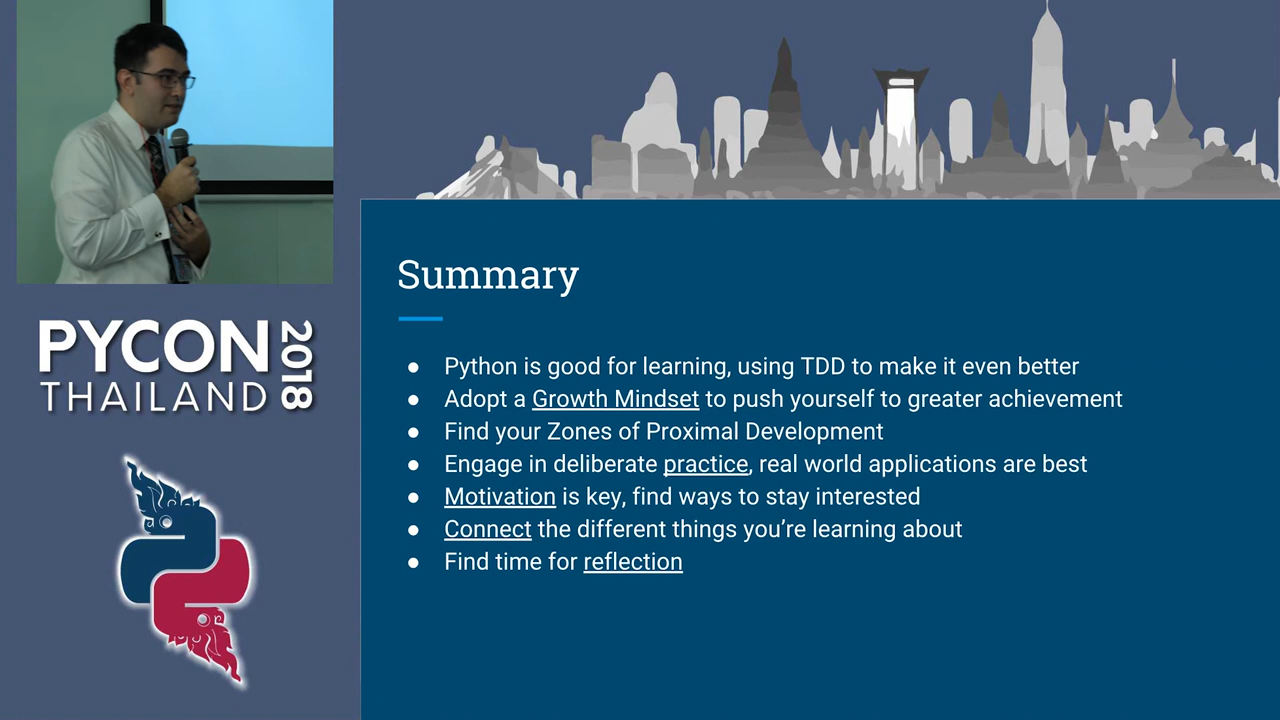 PYCON
THAILAND
2018
Summary
● Python is good for learning, using TDD to make it even better
● Adopt a Growth Mindset to push yourself to greater achievement
● Find your Zones of Proximal Development
● Engage in deliberate practice, real world applications are best
● Motivation is key, find ways to stay interested
● Connect the different things you’re learning about
● Find time for reflection